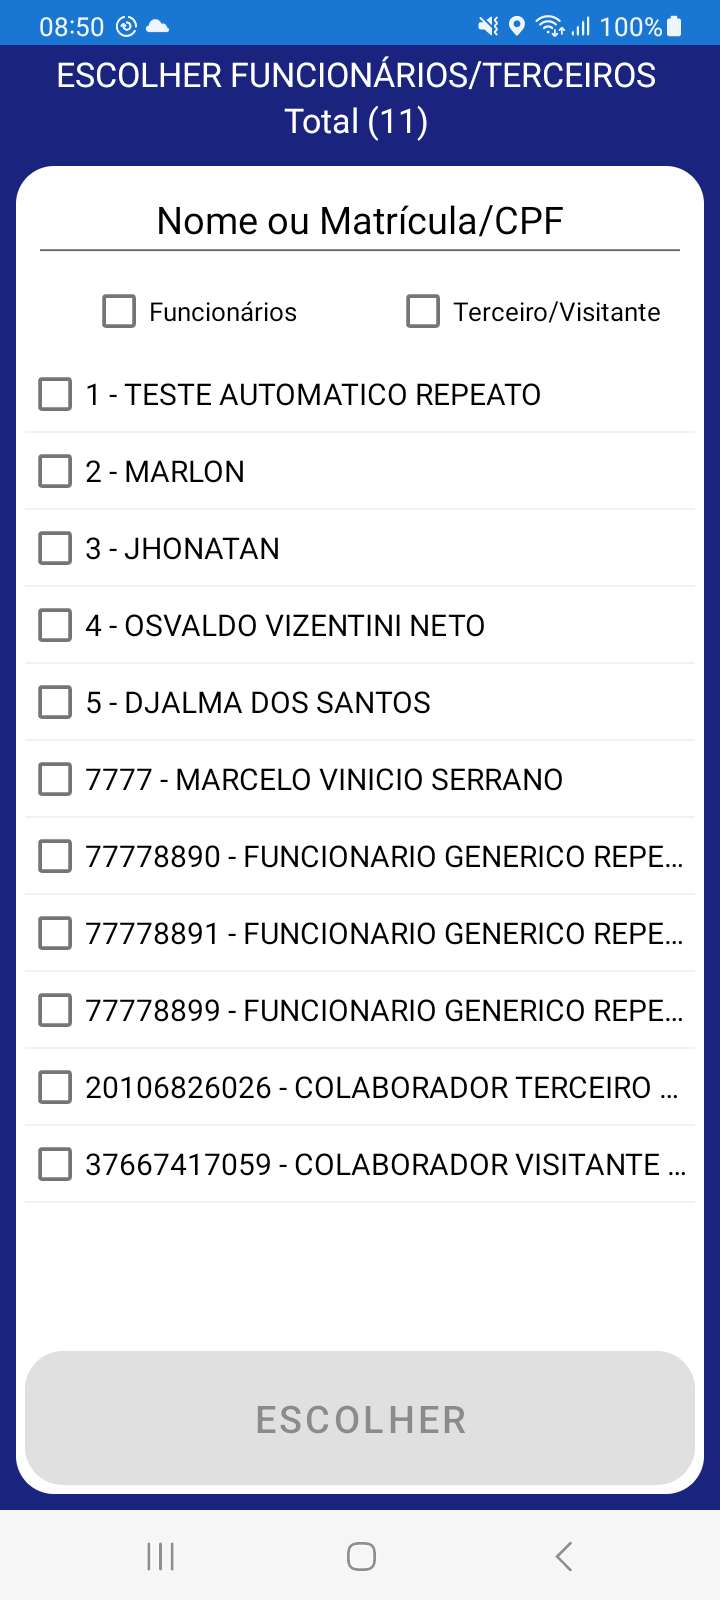 08:50 100%
ESCOLHER FUNCIONÁRIOS/TERCEIROS
Total (11)
Nome ou Matrícula/CPF
Funcionários Terceiro/Visitante
1 - TESTE AUTOMATICO REPEATO
2 - MARLON
3 - JHONATAN
4 - OSVALDO VIZENTINI NETO
5 - DJALMA DOS SANTOS
7777 - MARCELO VINICIO SERRANO
77778890 - FUNCIONARIO GENERICO REPE...
77778891 - FUNCIONARIO GENERICO REPE...
77778899 - FUNCIONARIO GENERICO REPE...
20106826026 - COLABORADOR TERCEIRO ...
37667417059 - COLABORADOR VISITANTE ...
ESCOLHER